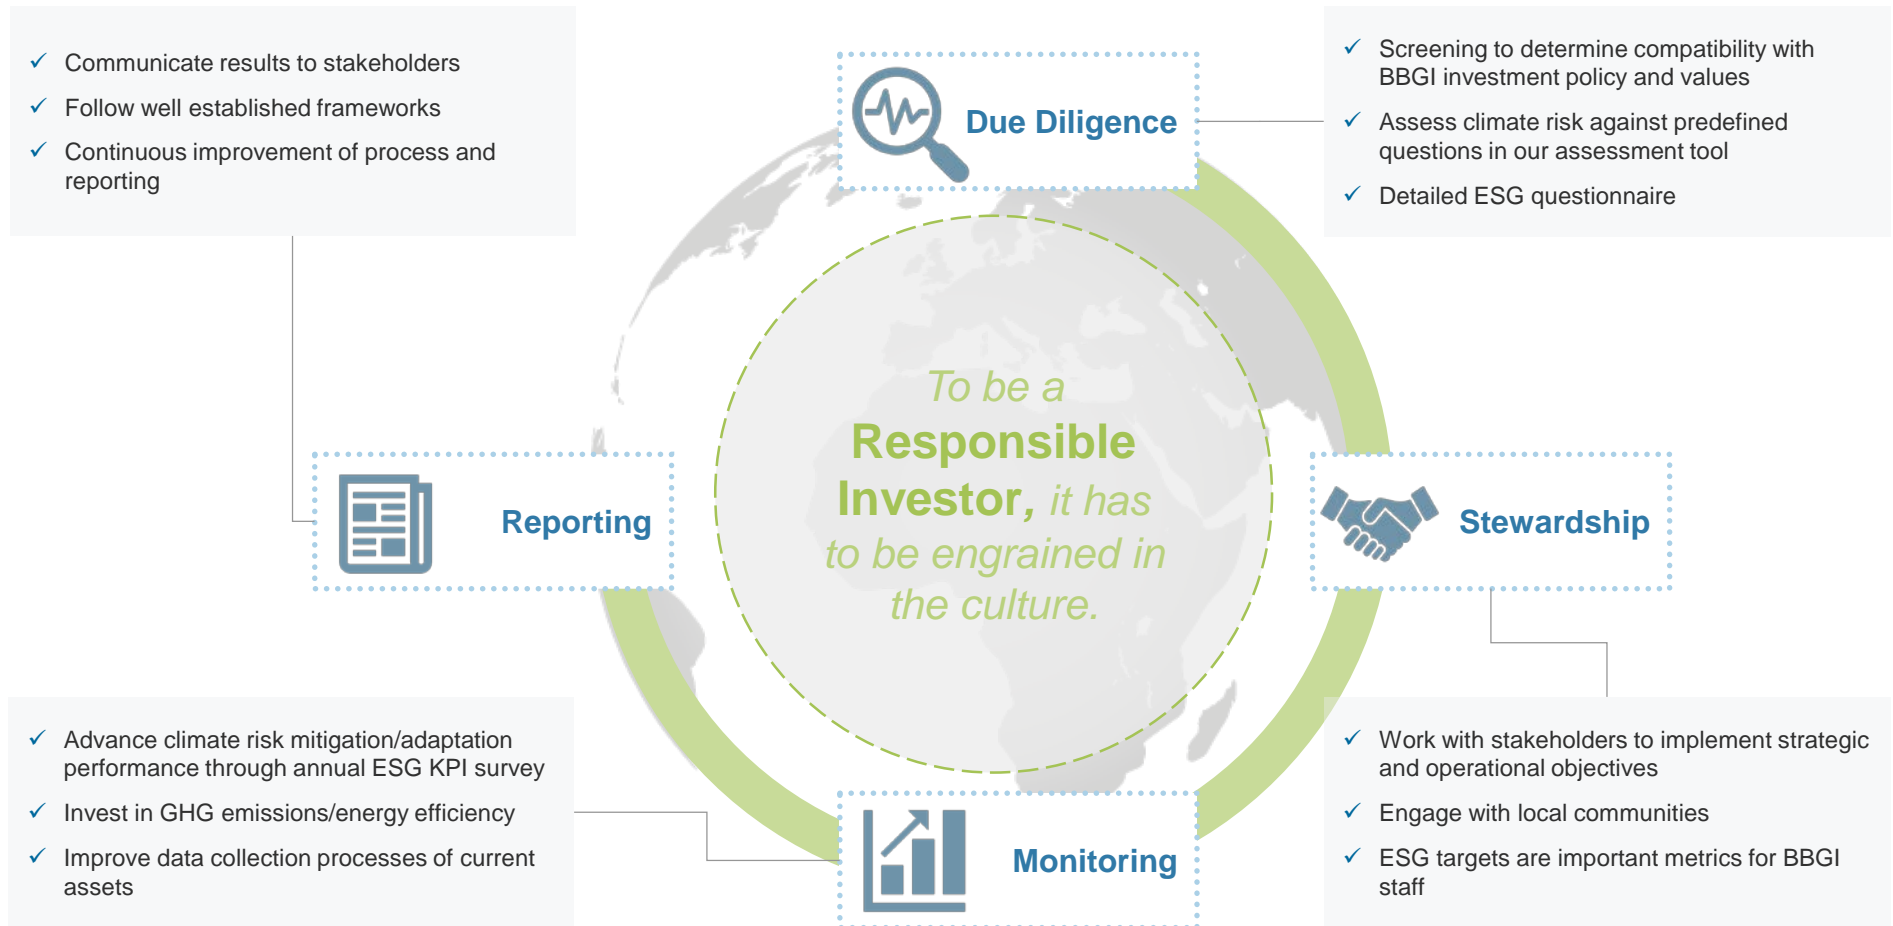 Communicate results to stakeholders
Follow well established frameworks
Continuous improvement of process and
reporting
Due Diligence
Screening to determine compatibility with
BBGI investment policy and values
Assess climate risk against predefined
questions in our assessment tool
Detailed ESG questionnaire
To be a
Responsible
Investor, it has
to be engrained in
the culture.
Reporting
Stewardship
Advance climate risk mitigation/adaptation
performance through annual ESG KPI survey
Invest in GHG emissions/energy efficiency
Improve data collection processes of current
assets
Monitoring
Work with stakeholders to implement strategic
and operational objectives
Engage with local communities
ESG targets are important metrics for BBGI
staff